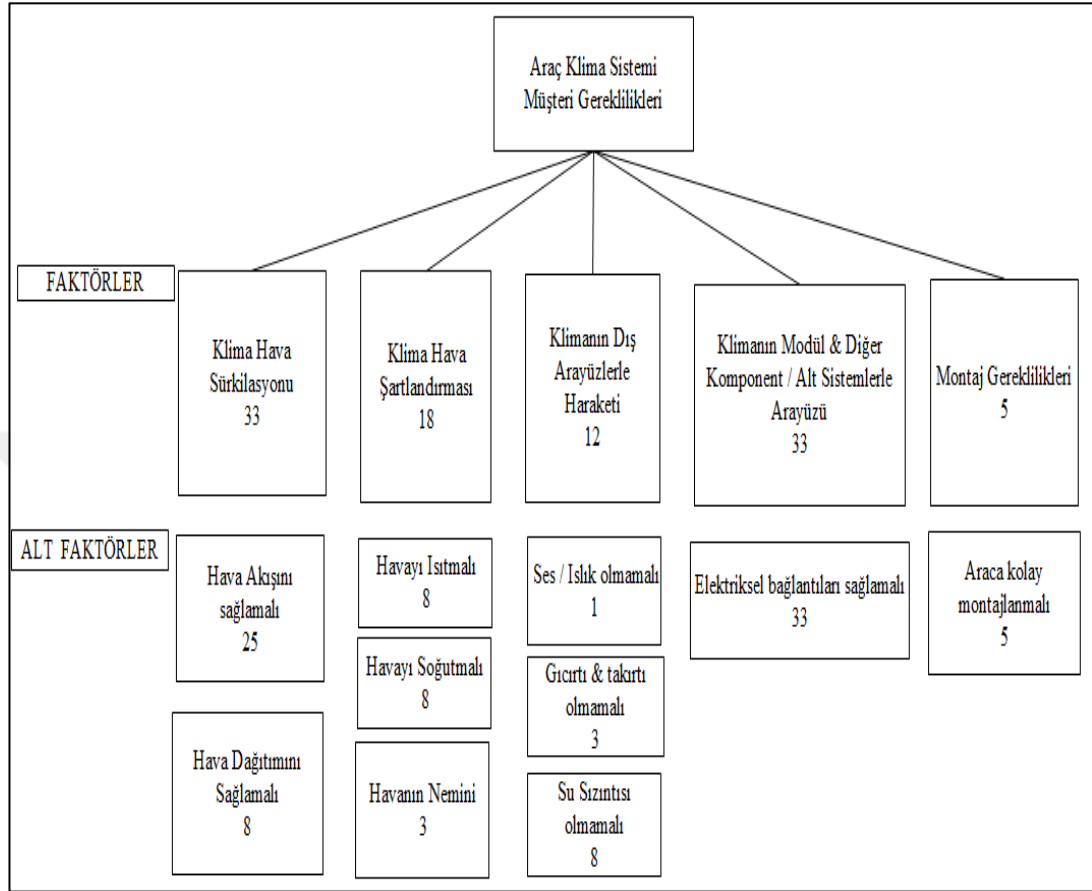 Araç Klima Sistemi
Müşteri Gereklilikleri
FAKTÖRLER
Klima Hava
Sürkilasyonu
33
Klima Hava
Şartlandırması
18
Klimanın Dış
Arayüzlerle
Haraketi
12
Klimanın Modül & Diğer
Komponent / Alt Sistemlerle
Arayüzü
33
Montaj Gereklilikleri
5
ALT FAKTÖRLER
Hava Akışını
sağlamalı
25
Hava Dağıtımını
Sağlamalı
8
Havayı Isıtmalı
8
Havayı Soğutmalı
8
Havanın Nemini
3
Ses / Islık olmamalı
1
Gıcırtı & takırtı
olmamalı
3
Su Sızıntısı
olmamalı
8
Elektriksel bağlantıları sağlamalı
33
Araca kolay
montajlanmalı
5